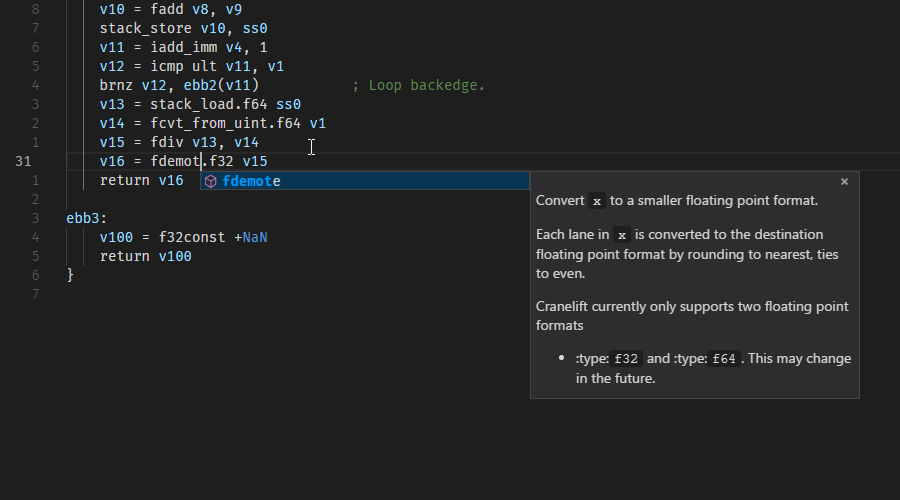 8 v10 = fadd v8, v9
7 stack_store v10, ss0
6 v11 = iadd_imm v4, 1
5 v12 = icmp ult v11, v1
4 brnz v12, ebb2(v11) ; Loop backedge.
3 v13 = stack_load.f64 ss0
2 v14 = fcvt_from_uint.f64 v1
1 v15 = fdiv v13, v14
31 v16 = fdemot.f32 v15
1 return v16
fdemote
2
3 ebb3:
4 v100 = f32const +NaN
5 return v100
6 }
7
×
Convert x to a smaller floating point format.
Each lane in x is converted to the destination
floating point format by rounding to nearest, ties
to even.
Cranelift currently only supports two floating point
formats
• :type: f32 and :type: f64 . This may change
in the future.